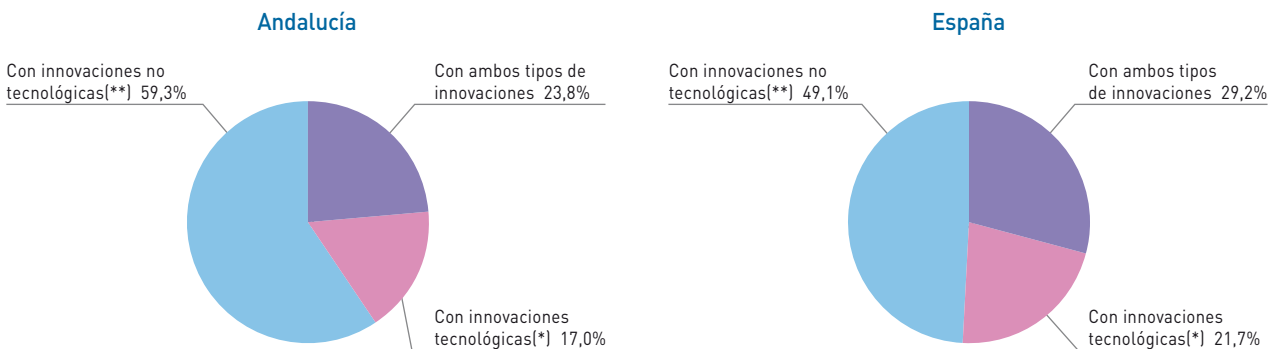 Andalucía
Con innovaciones no
tecnológicas(**) 59,3%
Con ambos tipos de
innovaciones 23,8%
Con innovaciones
tecnológicas(*) 17,0%
España
Con innovaciones no
tecnológicas(**) 49,1%
Con ambos tipos
de innovaciones 29,2%
Con innovaciones
tecnológicas(*) 21,7%